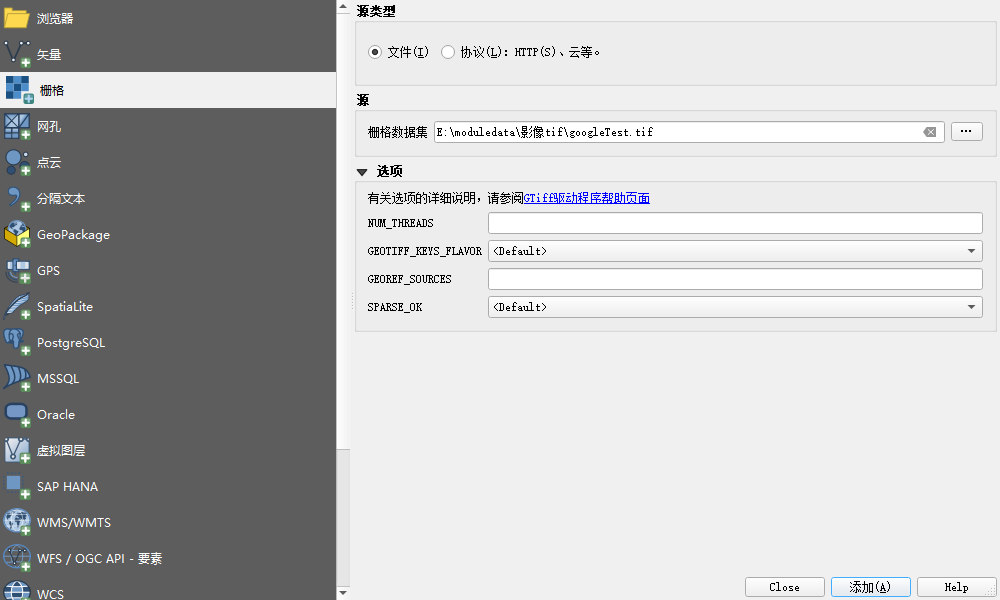 浏览器
矢量
栅格
网孔
点云
分隔文本
GeoPackage
GPS
SpatiaLite
PostgreSQL
MSSQL
Oracle
虚拟图层
SAP HANA
WMS/WMTS
WFS / OGC API - 要素
WCS
源类型
文件(I) 协议(L): HTTP(S)、云等。
源
栅格数据集 E:\moduledata\影像tif\googleTest.tif ...
选项
有关选项的详细说明，请参阅GTiff驱动程序帮助页面
NUM_THREADS
GEOTIFF_KEYS_FLAVOR <Default>
GEOREF_SOURCES
SPARSE_OK <Default>
Close 添加(A) Help